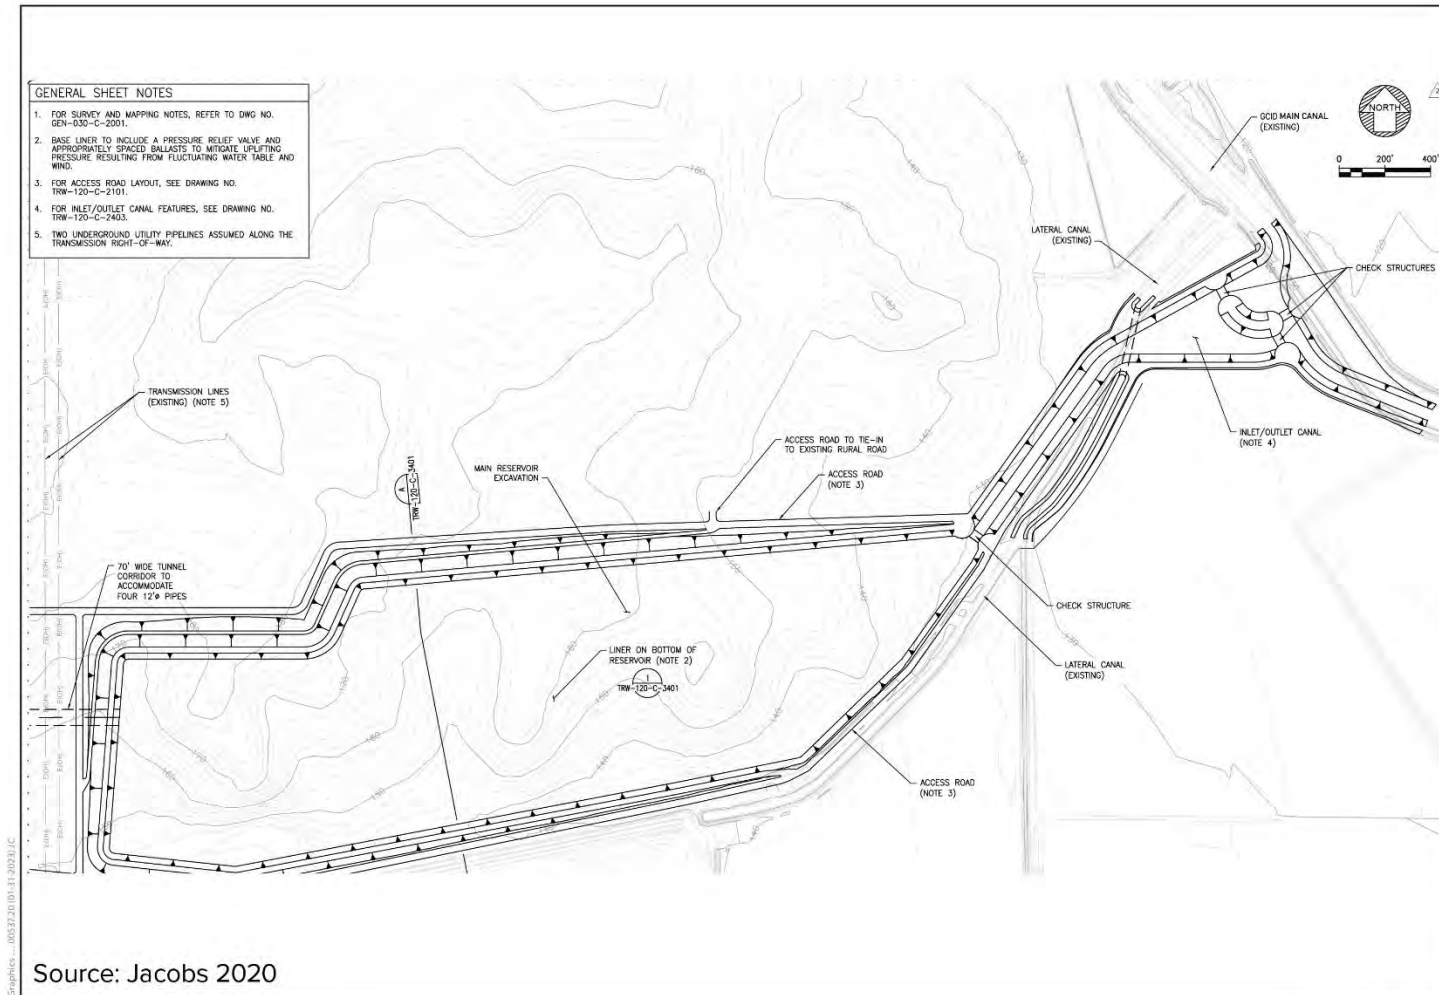 GENERAL SHEET NOTES
1. FOR SURVEY AND MAPPING NOTES, REFER TO DWG NO.
GEN-030-C-2001.
2. BASE LINER TO INCLUDE A PRESSURE RELIEF VALVE AND
APPROPRIATELY SPACED BALLASTS TO MITIGATE UPLIFTING
PRESSURE RESULTING FROM FLUCTUATING WATER TABLE AND
WIND.
3. FOR ACCESS ROAD LAYOUT, SEE DRAWING NO.
TRW-120-C-2101.
4. FOR INLET/OUTLET CANAL FEATURES, SEE DRAWING NO.
TRW-120-C-2403.
5. TWO UNDERGROUND UTILITY PIPELINES ASSUMED ALONG THE
TRANSMISSION RIGHT-OF-WAY.
NORTH
0 200' 400'
GCID MAIN CANAL
(EXISTING)
LATERAL CANAL
(EXISTING)
CHECK STRUCTURES
TRANSMISSION LINES
(EXISTING) (NOTE 5)
INLET/OUTLET CANAL
(NOTE 4)
ACCESS ROAD TO TIE-IN
TO EXISTING RURAL ROAD
MAIN RESERVOIR
EXCAVATION
ACCESS ROAD
(NOTE 3)
A
TRW-120-C-3401
70' WIDE TUNNEL
CORRIDOR TO
ACCOMMODATE
FOUR 12'ø PIPES
CHECK STRUCTURE
LINER ON BOTTOM OF
RESERVOIR (NOTE 2)
1
TRW-120-C-3401
LATERAL CANAL
(EXISTING)
ACCESS ROAD
(NOTE 3)
Source: Jacobs 2020